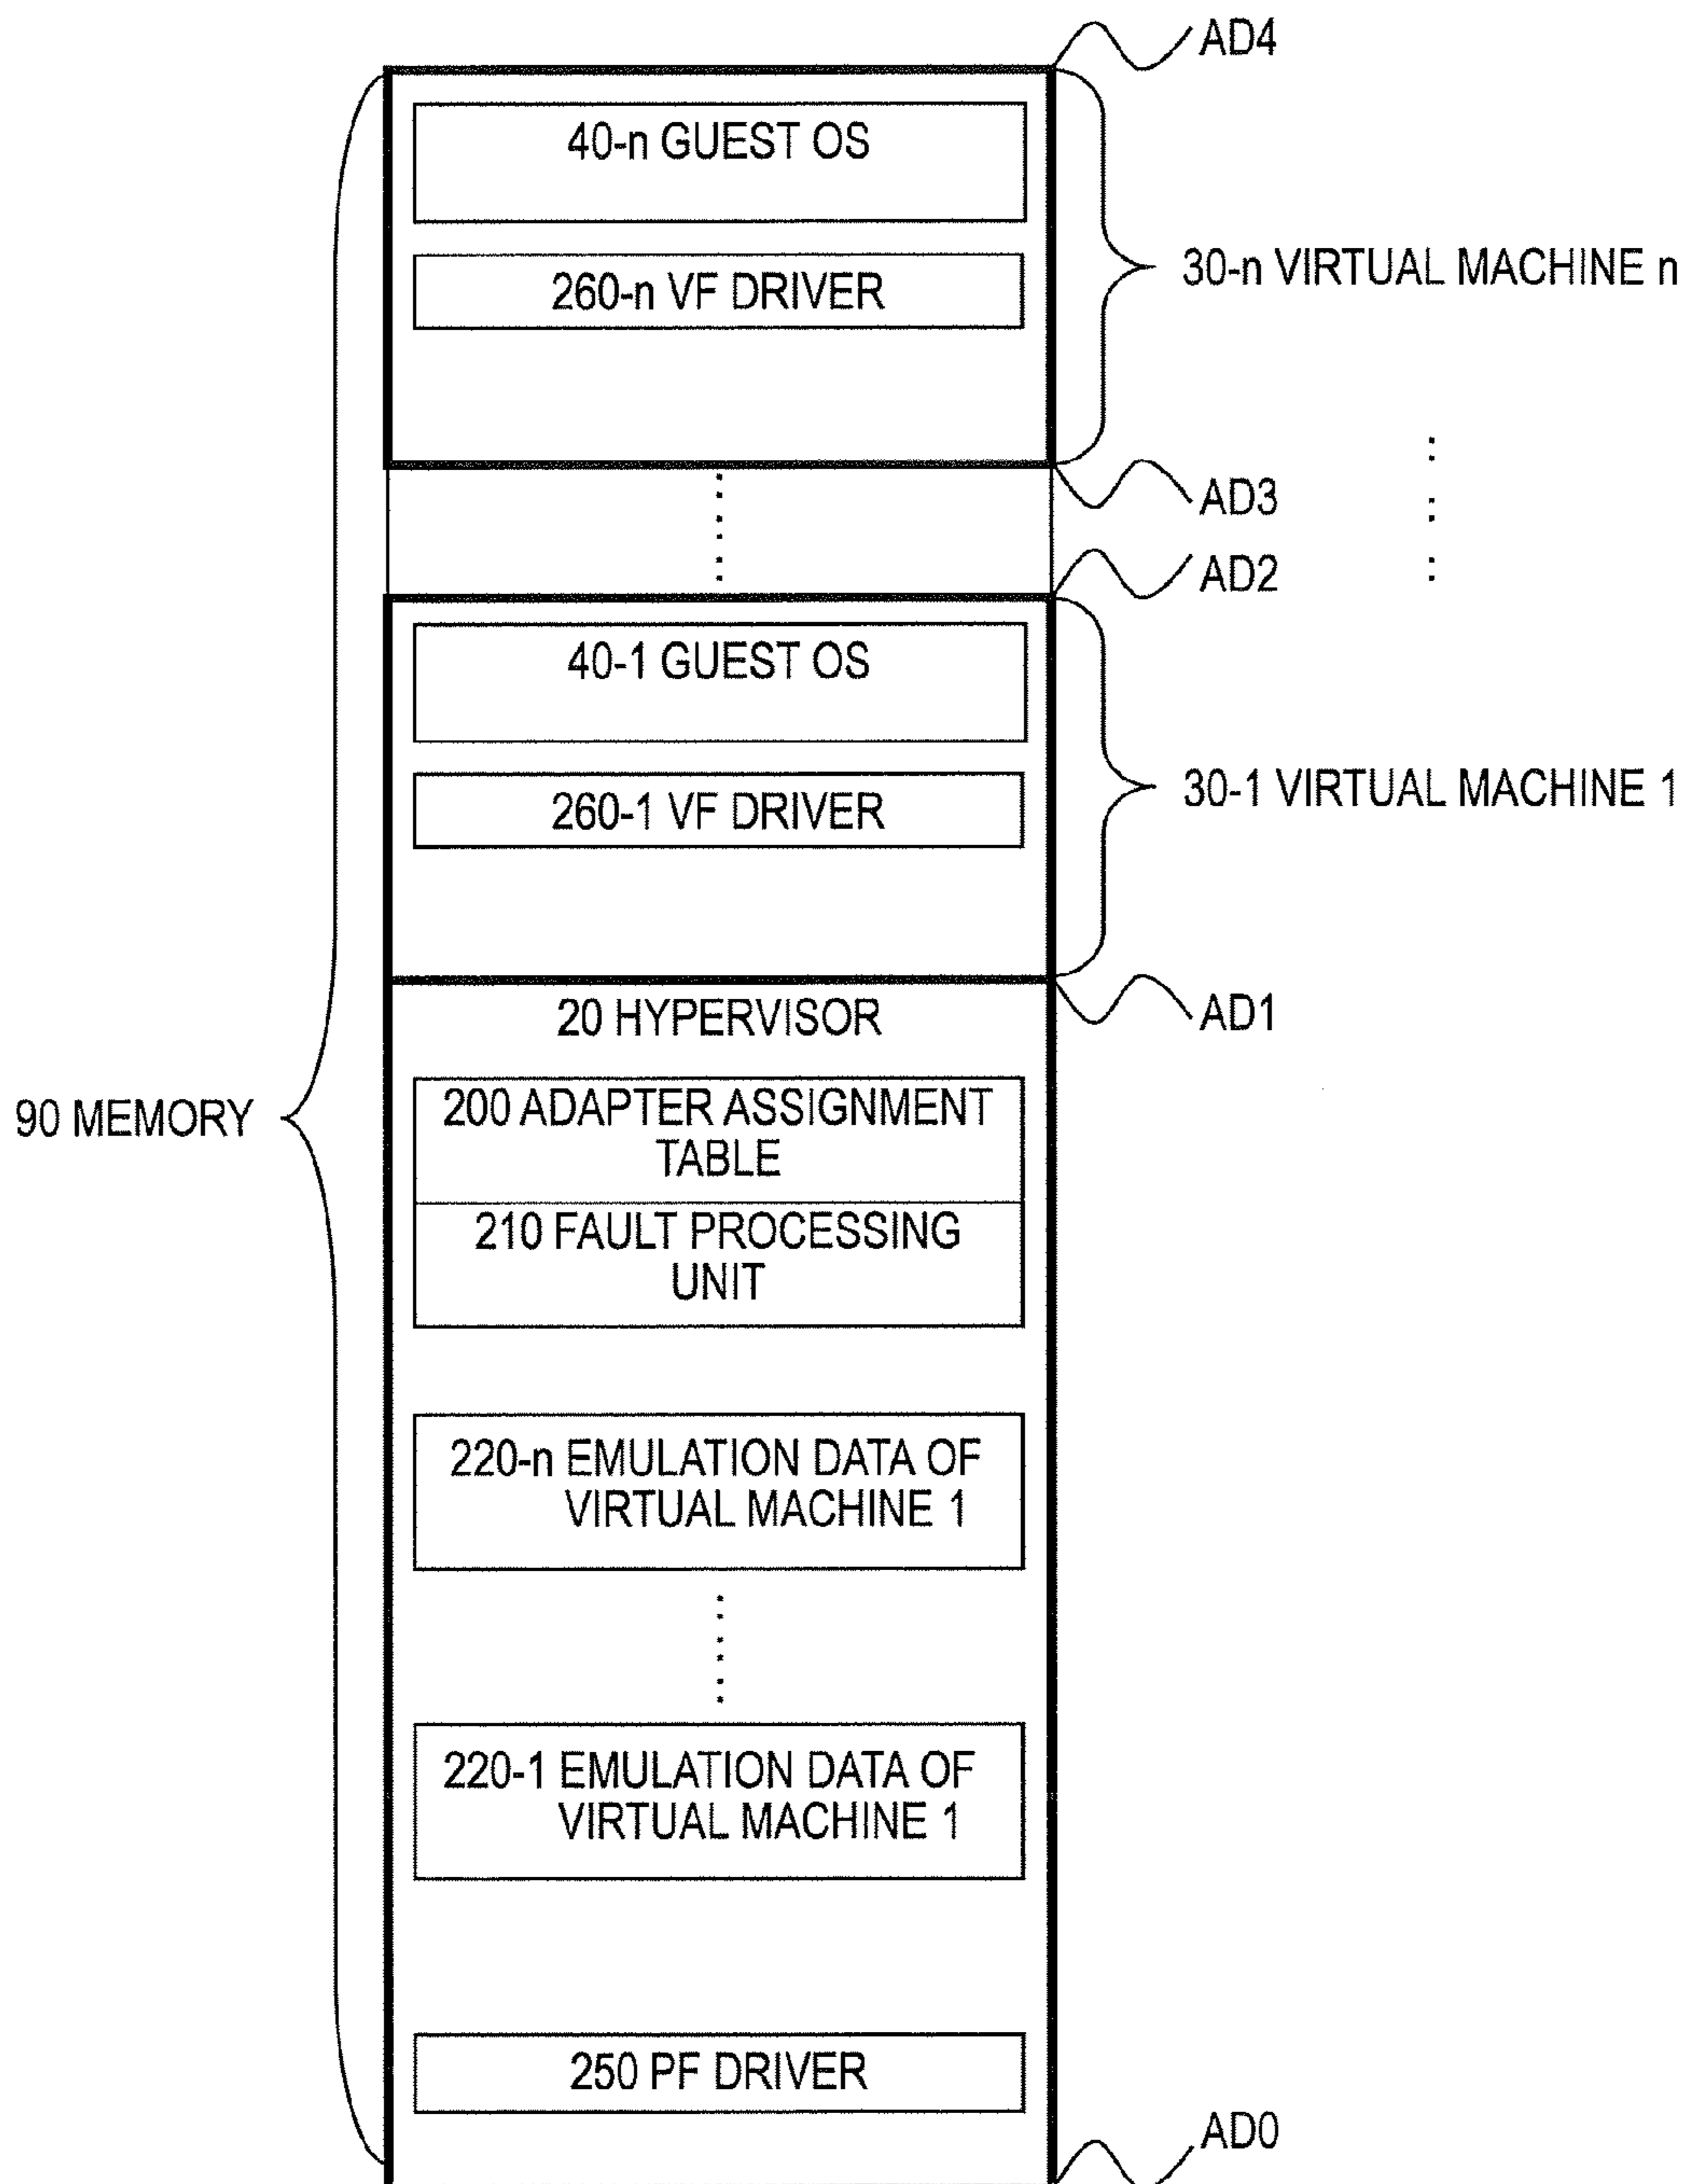 AD4
40-n GUEST OS
260-n VF DRIVER
30-n VIRTUAL MACHINE n
AD3
AD2
40-1 GUEST OS
260-1 VF DRIVER
30-1 VIRTUAL MACHINE 1
AD1
20 HYPERVISOR
90 MEMORY
200 ADAPTER ASSIGNMENT
TABLE
210 FAULT PROCESSING
UNIT
220-n EMULATION DATA OF
VIRTUAL MACHINE 1
220-1 EMULATION DATA OF
VIRTUAL MACHINE 1
250 PF DRIVER
AD0